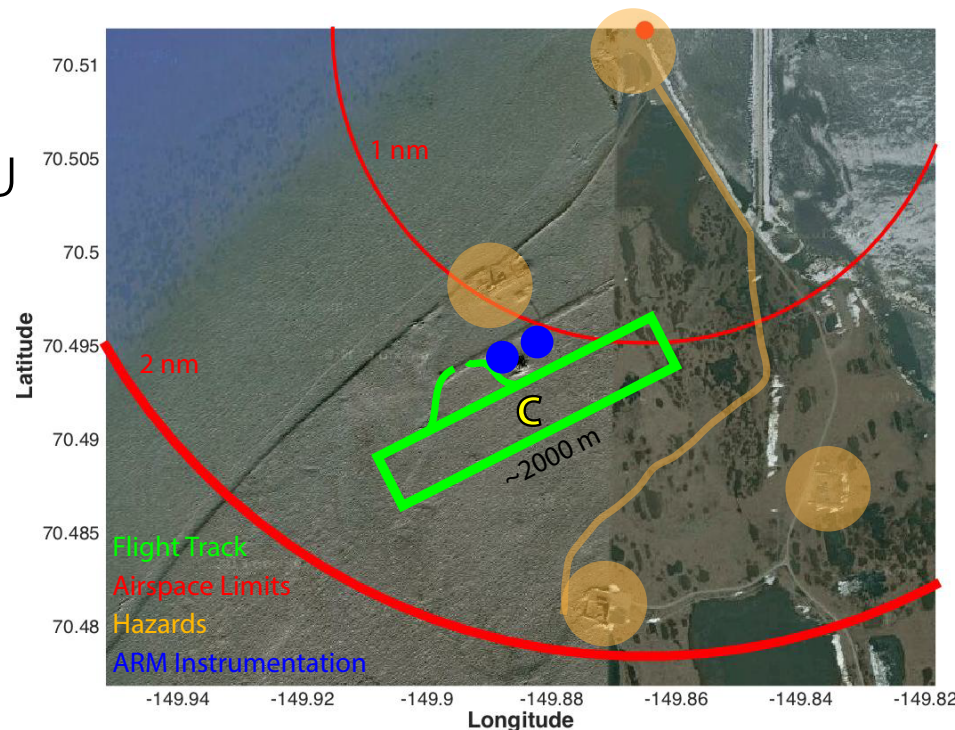 70.51
70.505
70.5
70.495
70.49
70.485
70.48
Latitude
1 nm
2 nm
C
~2000 m
Flight Track
Airspace Limits
Hazards
ARM Instrumentation
-149.94
-149.92
-149.9
-149.88
-149.86
-149.84
-149.82
Longitude